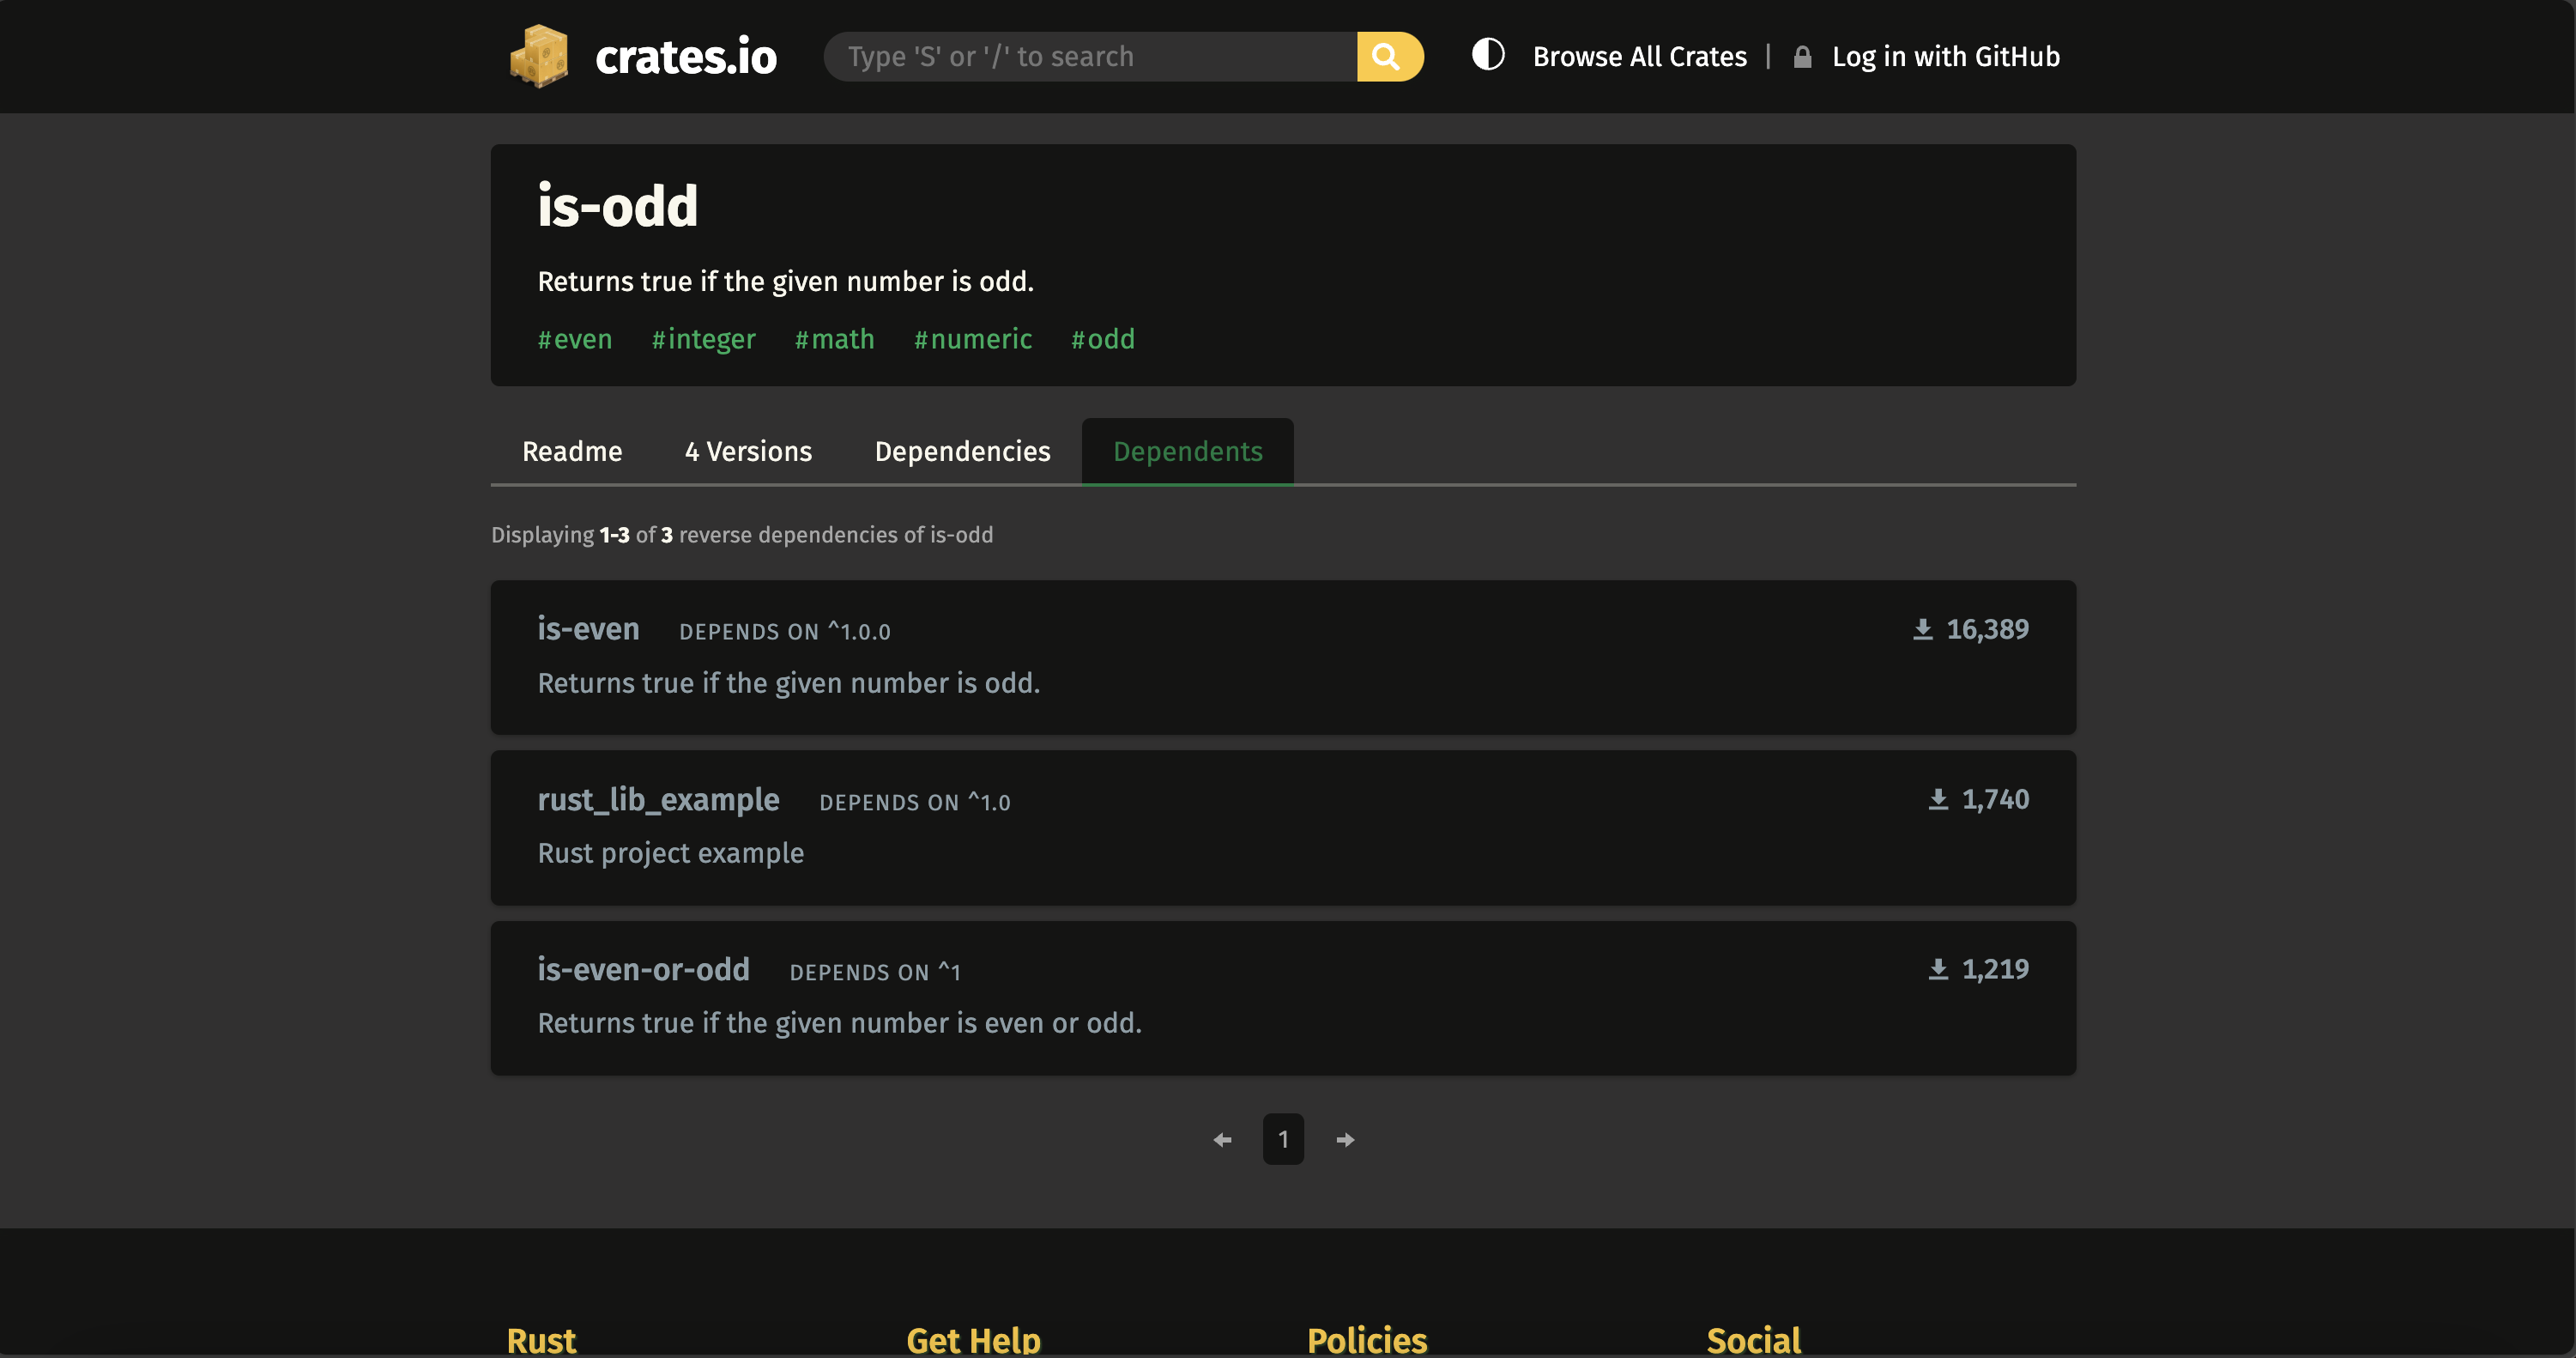 crates.io
Type 'S' or '/' to search
Browse All Crates | Log in with GitHub
is-odd
Returns true if the given number is odd.
#even #integer #math #numeric #odd
Readme 4 Versions Dependencies Dependents
Displaying 1-3 of 3 reverse dependencies of is-odd
is-even DEPENDS ON ^1.0.0 16,389
Returns true if the given number is odd.
rust_lib_example DEPENDS ON ^1.0 1,740
Rust project example
is-even-or-odd DEPENDS ON ^1 1,219
Returns true if the given number is even or odd.
1
Rust Get Help Policies Social